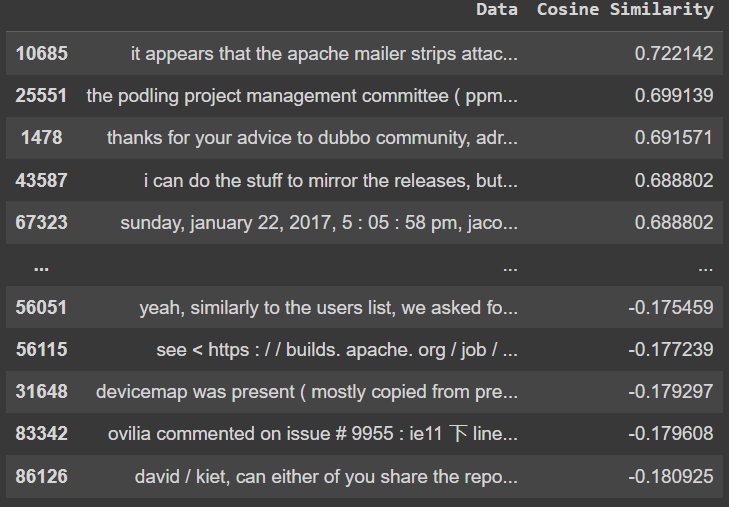 Data Cosine Similarity
10685 it appears that the apache mailer strips attac... 0.722142
25551 the podling project management committee ( ppm... 0.699139
1478 thanks for your advice to dubbo community, adr... 0.691571
43587 i can do the stuff to mirror the releases, but... 0.688802
67323 sunday, january 22, 2017, 5 : 05 : 58 pm, jaco... 0.688802
... ... ...
56051 yeah, similarly to the users list, we asked fo... -0.175459
56115 see < https : / / builds. apache. org / job / ... -0.177239
31648 devicemap was present ( mostly copied from pre... -0.179297
83342 ovilia commented on issue # 9955 : ie11 下 line... -0.179608
86126 david / kiet, can either of you share the repo... -0.180925